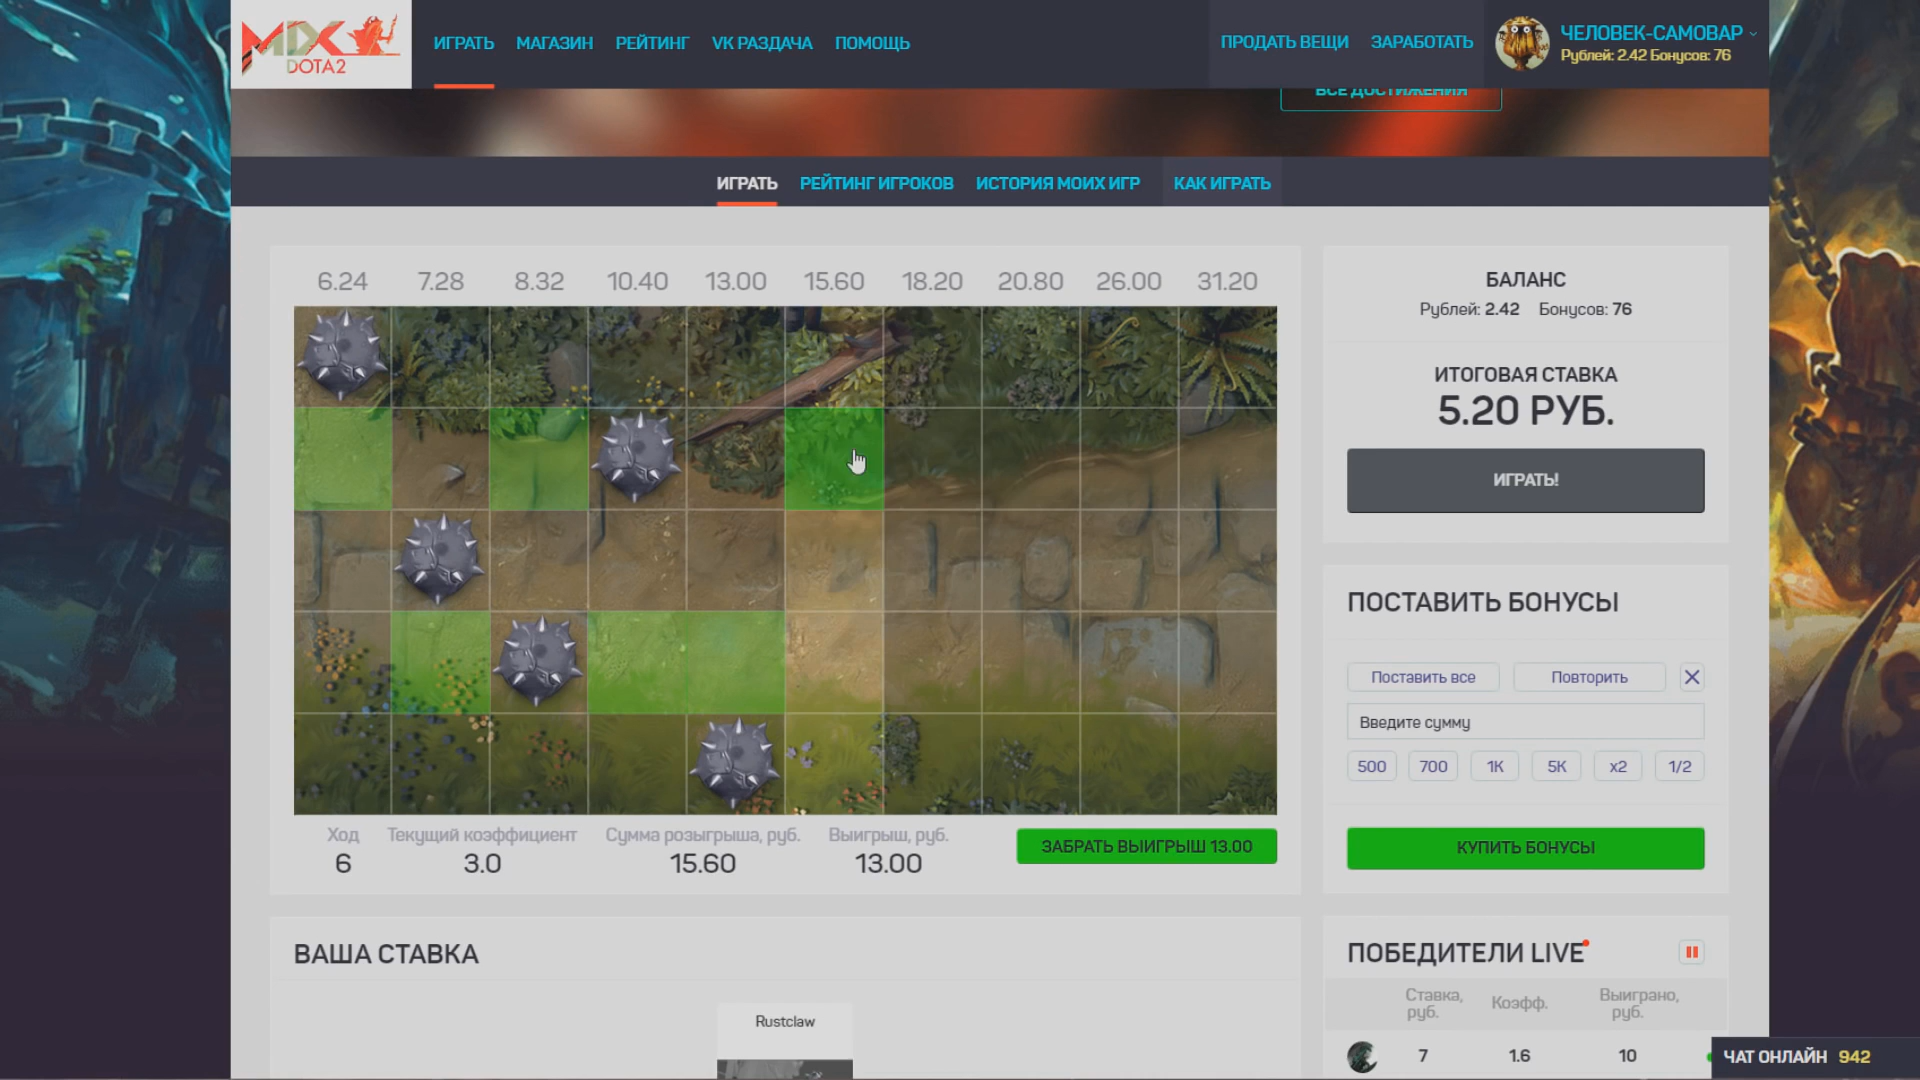 MIX
DOTA2
ИГРАТЬ МАГАЗИН РЕЙТИНГ VK РАЗДАЧА ПОМОЩЬ
ПРОДАТЬ ВЕЩИ ЗАРАБОТАТЬ
ЧЕЛОВЕК-САМОВАР
Рублей: 2.42 Бонусов: 76
ВСЕ ДОСТИЖЕНИЯ
ИГРАТЬ РЕЙТИНГ ИГРОКОВ ИСТОРИЯ МОИХ ИГР КАК ИГРАТЬ
6.24 7.28 8.32 10.40 13.00 15.60 18.20 20.80 26.00 31.20
Ход Текущий коэффициент Сумма розыгрыша, руб. Выигрыш, руб.
6 3.0 15.60 13.00
ЗАБРАТЬ ВЫИГРЫШ 13.00
ВАША СТАВКА
Rustclaw
БАЛАНС
Рублей: 2.42 Бонусов: 76
ИТОГОВАЯ СТАВКА
5.20 РУБ.
ИГРАТЬ!
ПОСТАВИТЬ БОНУСЫ
Поставить все Повторить
Введите сумму
500 700 1К 5К x2 1/2
КУПИТЬ БОНУСЫ
ПОБЕДИТЕЛИ LIVE
Ставка, руб. Коэфф. Выиграно, руб.
7 1.6 10
ЧАТ ОНЛАЙН 942